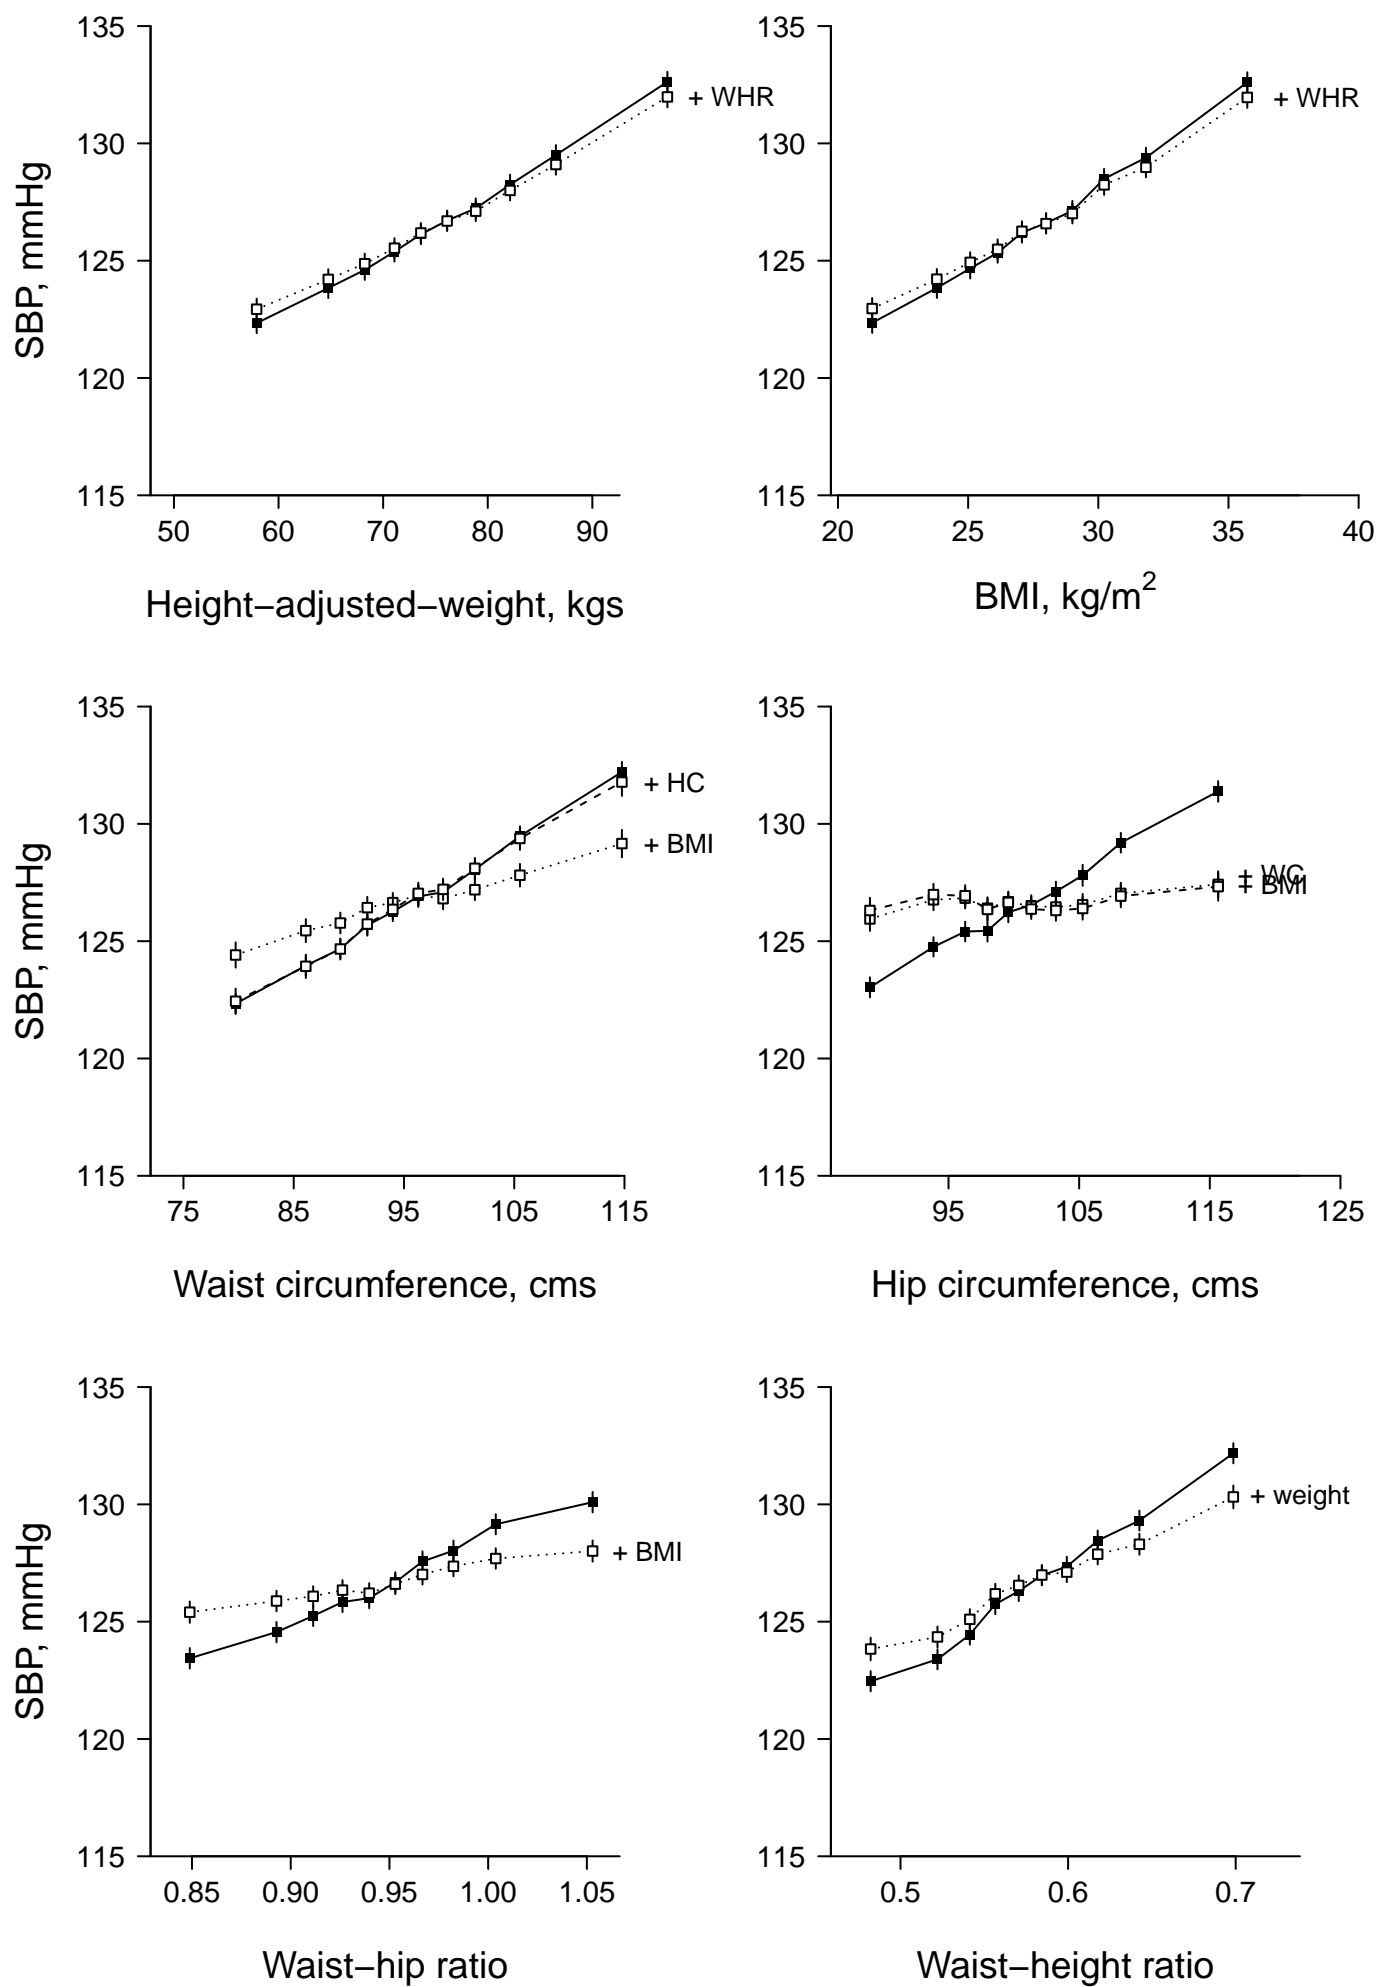 135
130
125
120
115
SBP, mmHg
+ WHR
50 60 70 80 90
Height−adjusted−weight, kgs
135
130
125
120
115
+ WHR
20 25 30 35 40
BMI, kg/m²
135
130
125
120
115
SBP, mmHg
+ HC
+ BMI
75 85 95 105 115
Waist circumference, cms
135
130
125
120
115
+ WC
+ BMI
95 105 115 125
Hip circumference, cms
135
130
125
120
115
SBP, mmHg
+ BMI
0.85 0.90 0.95 1.00 1.05
Waist−hip ratio
135
130
125
120
115
+ weight
0.5 0.6 0.7
Waist−height ratio